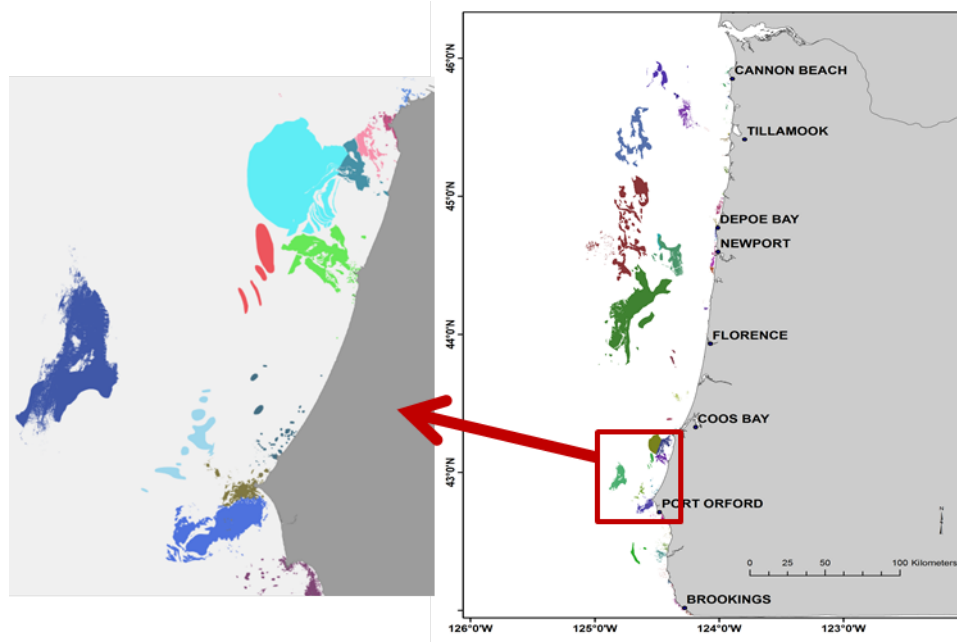 46°0'N
CANNON BEACH
TILLAMOOK
45°0'N
DEPOE BAY
NEWPORT
44°0'N
FLORENCE
COOS BAY
43°0'N
PORT ORFORD
0 25 50 100 Kilometers
BROOKINGS
126°0'W 125°0'W 124°0'W 123°0'W